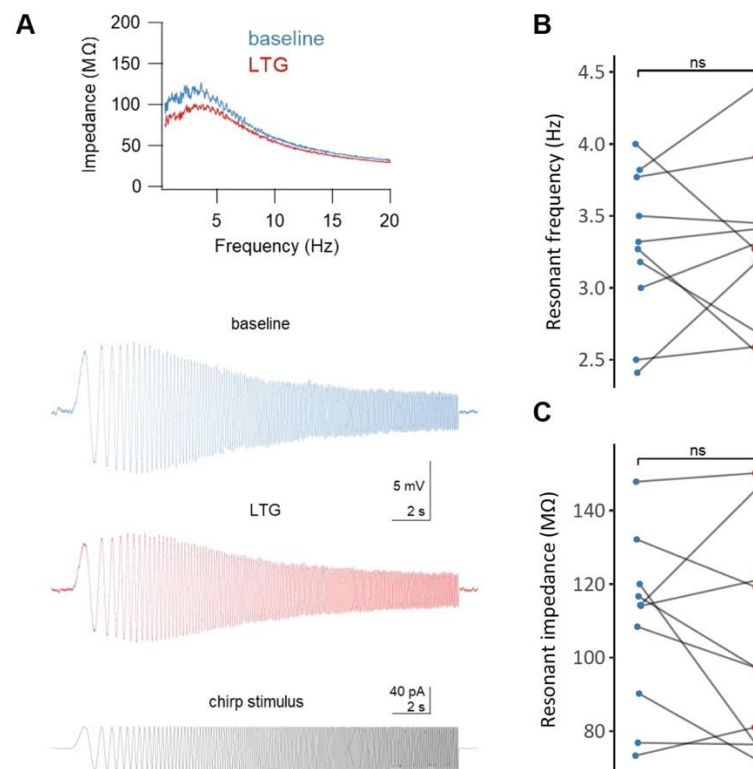 A
200
150
100
50
0
Impedance (MΩ)
baseline
LTG
5
10
15
20
Frequency (Hz)
baseline
5 mV
2 s
LTG
chirp stimulus
40 pA
2 s
B
ns
4.5
4.0
3.5
3.0
2.5
Resonant frequency (Hz)
C
ns
140
120
100
80
Resonant impedance (MΩ)